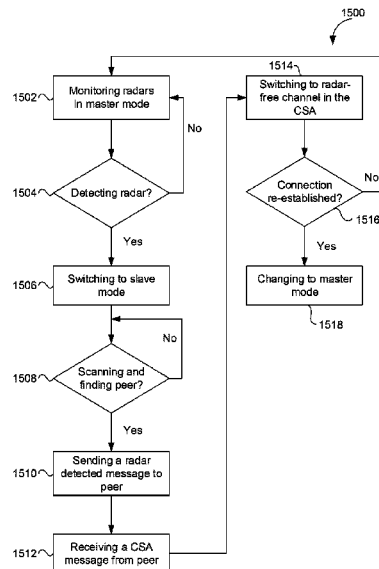 1500
1502
Monitoring radars
in master mode
No
1504
Detecting radar?
Yes
1506
Switching to slave
mode
No
1508
Scanning and
finding peer?
Yes
1510
Sending a radar
detected message to
peer
1512
Receiving a CSA
message from peer
1514
Switching to radar-
free channel in the
CSA
Connection
re-established?
No
1516
Yes
Changing to master
mode
1518